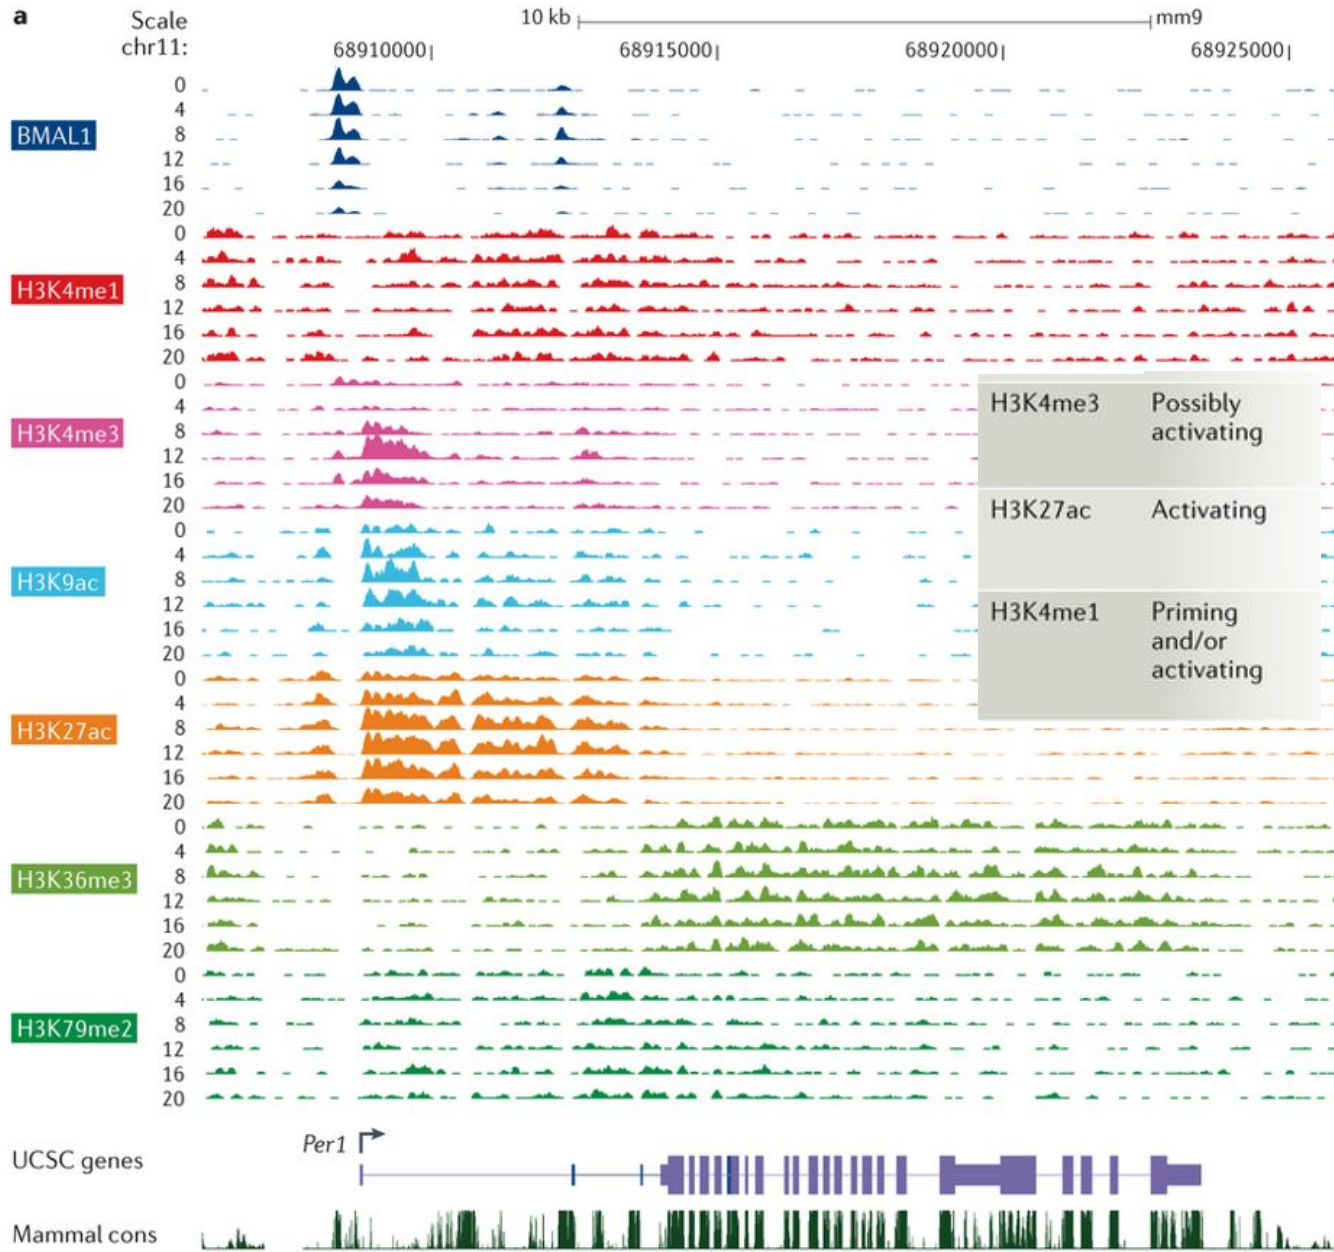 a
Scale
10 kb
mm9
chr11:
68910000
68915000
68920000
68925000
BMAL1
0
4
8
12
16
20
H3K4me1
0
4
8
12
16
20
H3K4me3
0
4
8
12
16
20
H3K9ac
0
4
8
12
16
20
H3K27ac
0
4
8
12
16
20
H3K36me3
0
4
8
12
16
20
H3K79me2
0
4
8
12
16
20
H3K4me3 Possibly
activating
H3K27ac Activating
H3K4me1 Priming
and/or
activating
Per1
UCSC genes
Mammal cons